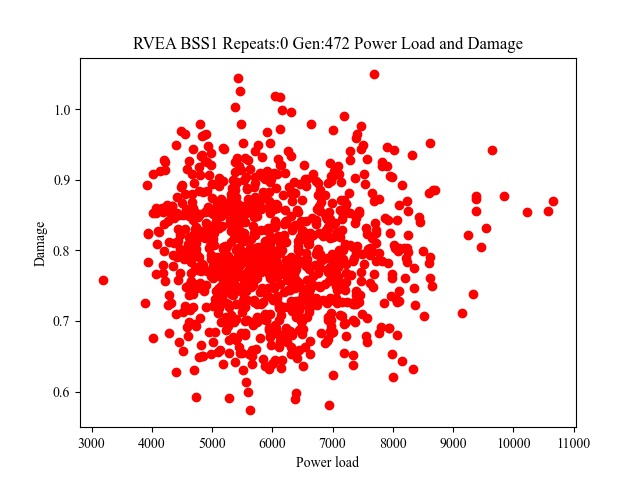 RVEA BSS1 Repeats:0 Gen:472 Power Load and Damage
1.0
0.9
0.8
0.7
0.6
Damage
3000 4000 5000 6000 7000 8000 9000 10000 11000
Power load